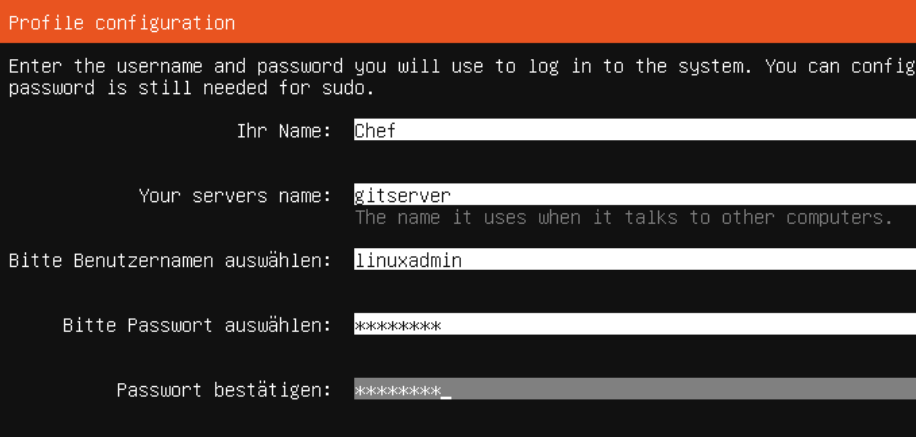 Profile configuration
Enter the username and password you will use to log in to the system. You can config
password is still needed for sudo.
Ihr Name: Chef
Your servers name: gitserver
The name it uses when it talks to other computers.
Bitte Benutzernamen auswählen: linuxadmin
Bitte Passwort auswählen: ********
Passwort bestätigen: ********_